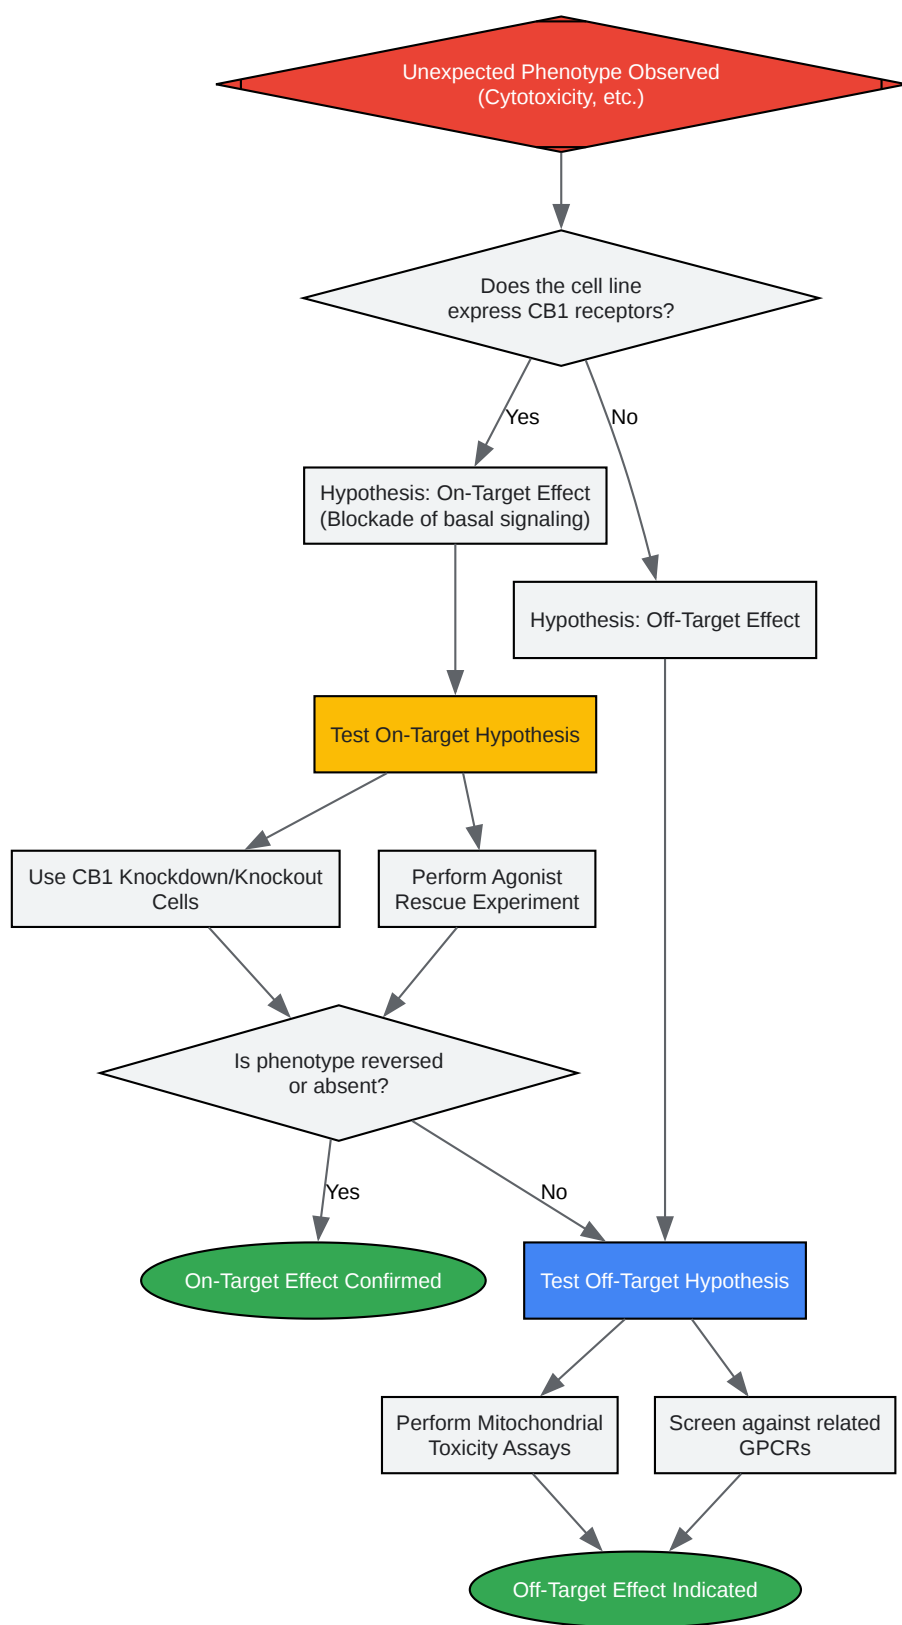 Unexpected Phenotype Observed
(Cytotoxicity, etc.)
Does the cell line
express CB1 receptors?
Yes
No
Hypothesis: On-Target Effect
(Blockade of basal signaling)
Hypothesis: Off-Target Effect
Test On-Target Hypothesis
Use CB1 Knockdown/Knockout
Cells
Perform Agonist
Rescue Experiment
Is phenotype reversed
or absent?
Yes
No
On-Target Effect Confirmed
Test Off-Target Hypothesis
Perform Mitochondrial
Toxicity Assays
Screen against related
GPCRs
Off-Target Effect Indicated